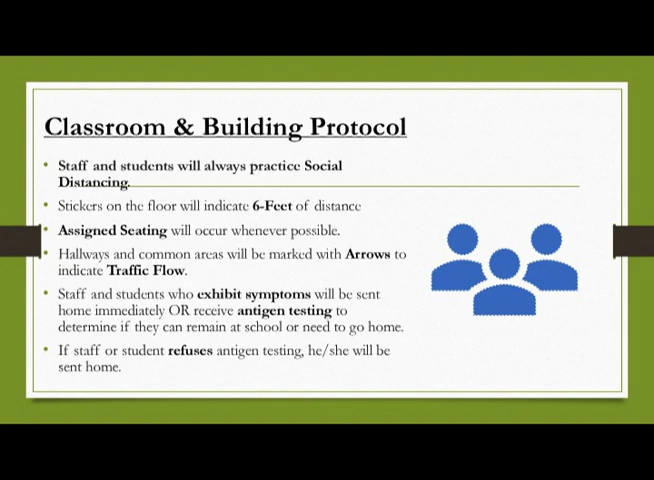 Classroom & Building Protocol
• Staff and students will always practice Social
Distancing.
• Stickers on the floor will indicate 6-Feet of distance
• Assigned Seating will occur whenever possible.
• Hallways and common areas will be marked with Arrows to
indicate Traffic Flow.
• Staff and students who exhibit symptoms will be sent
home immediately OR receive antigen testing to
determine if they can remain at school or need to go home.
• If staff or student refuses antigen testing, he/she will be
sent home.